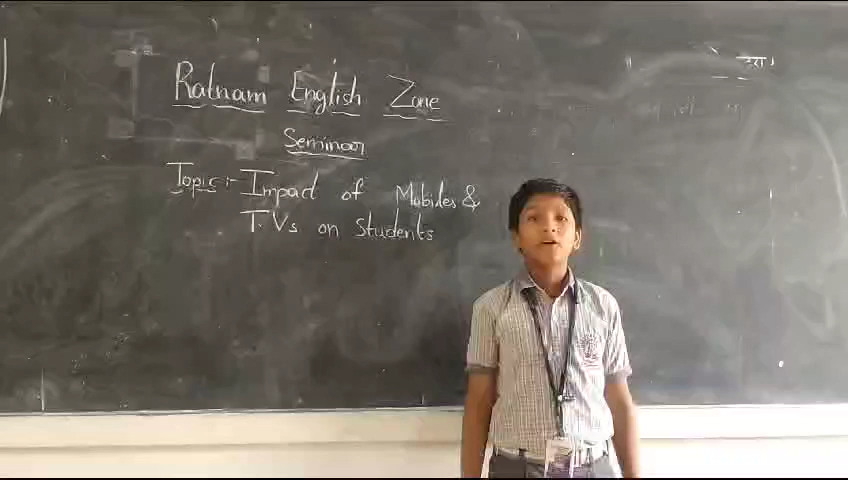 Ratnam English Zone
Seminar
Topic:- Impact of Mobiles &
T.Vs on Students